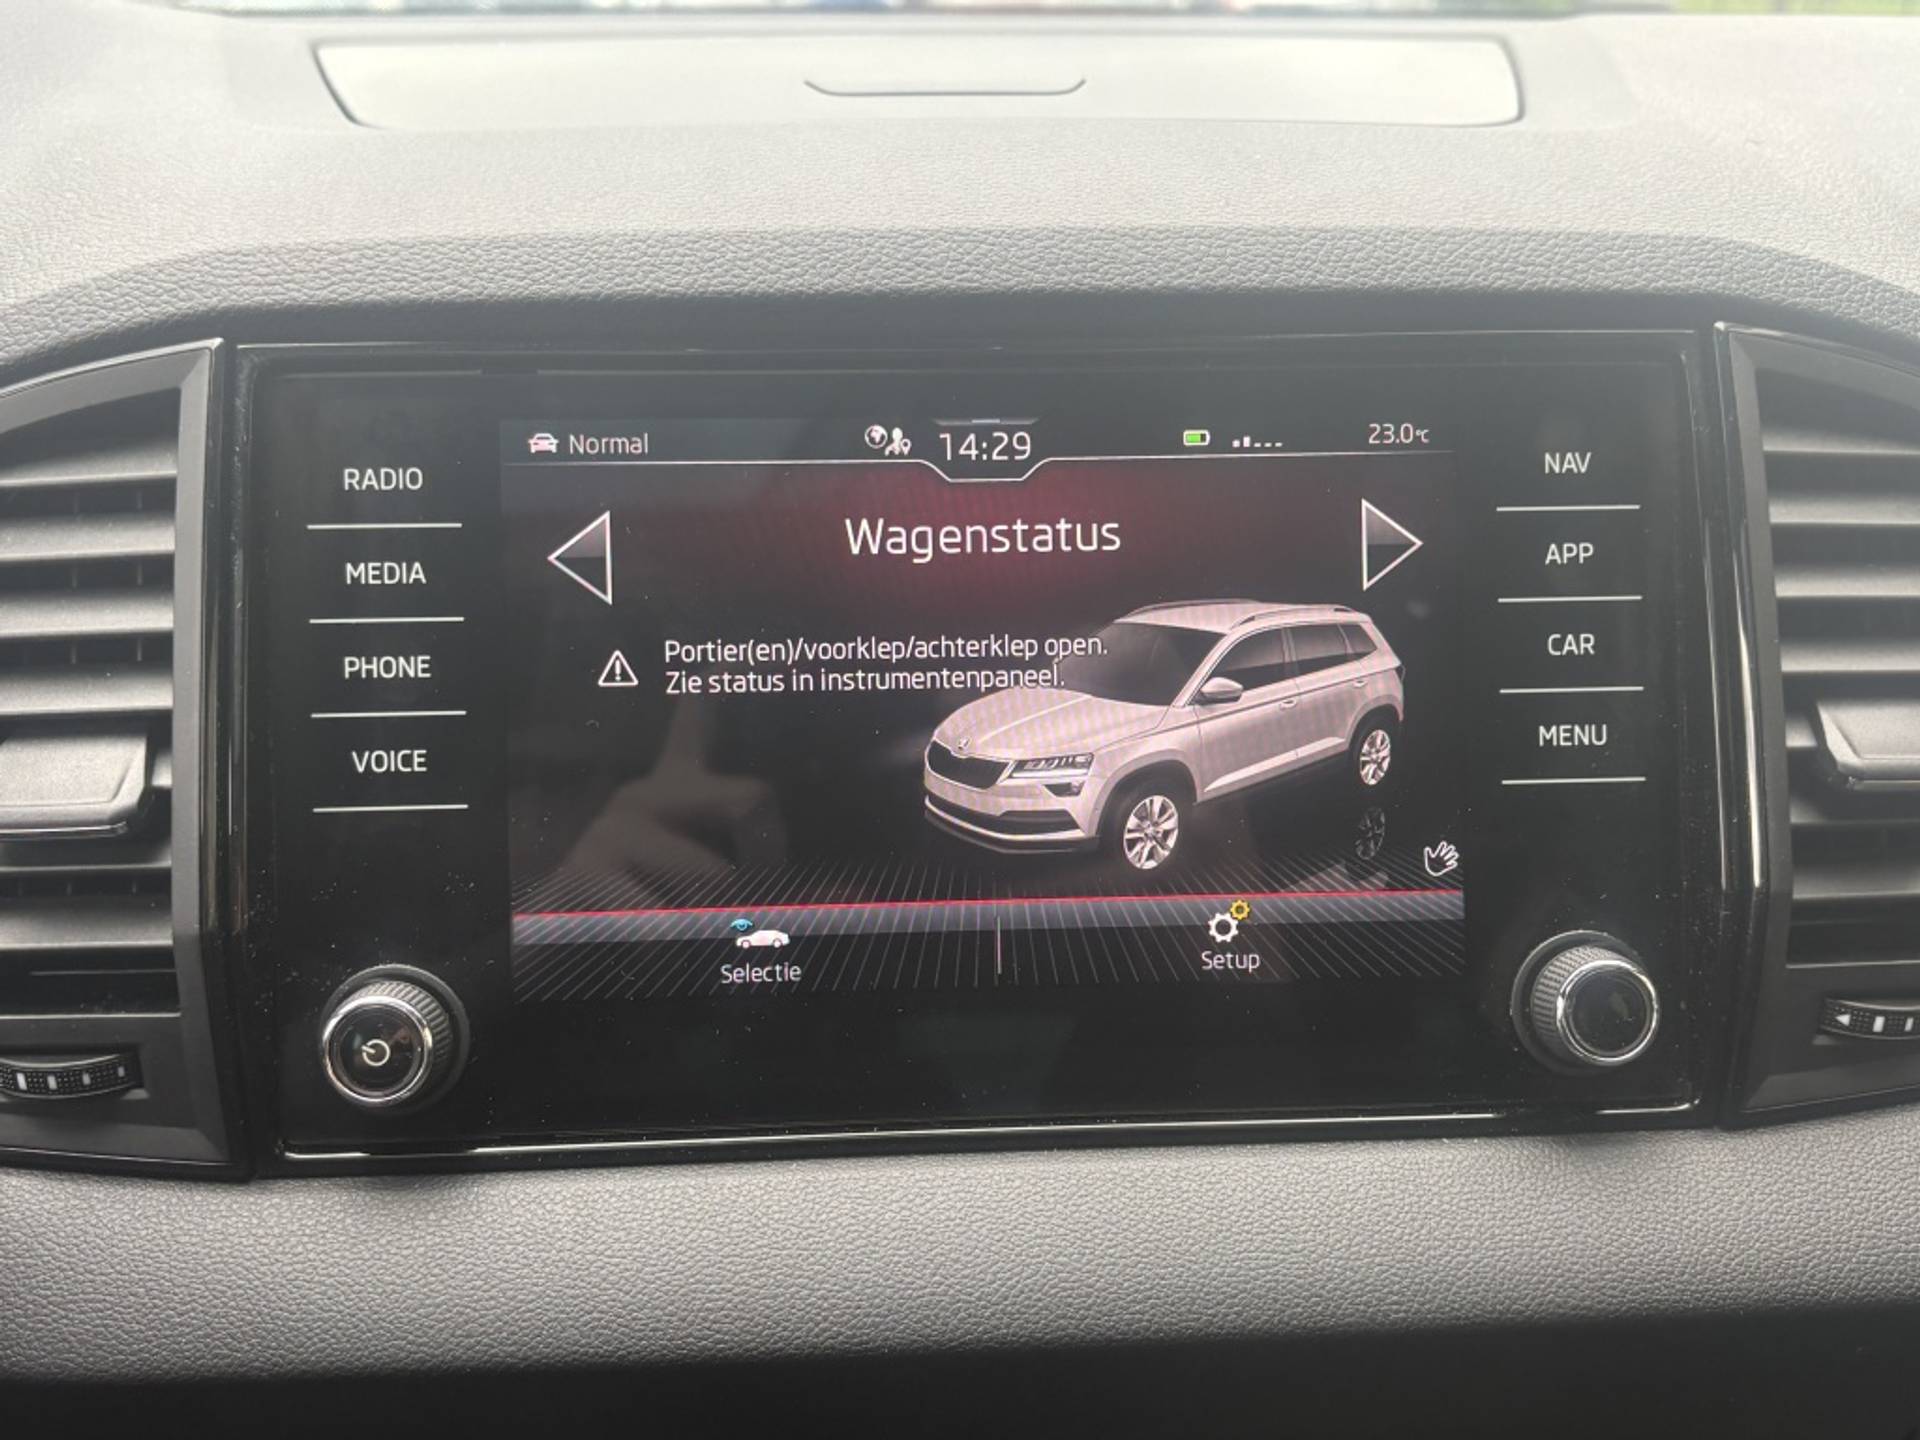 Normal
14:29
23.0°C
RADIO
MEDIA
PHONE
VOICE
Wagenstatus
Portier(en)/voorklep/achterklep open.
Zie status in instrumentenpaneel.
Selectie
Setup
NAV
APP
CAR
MENU